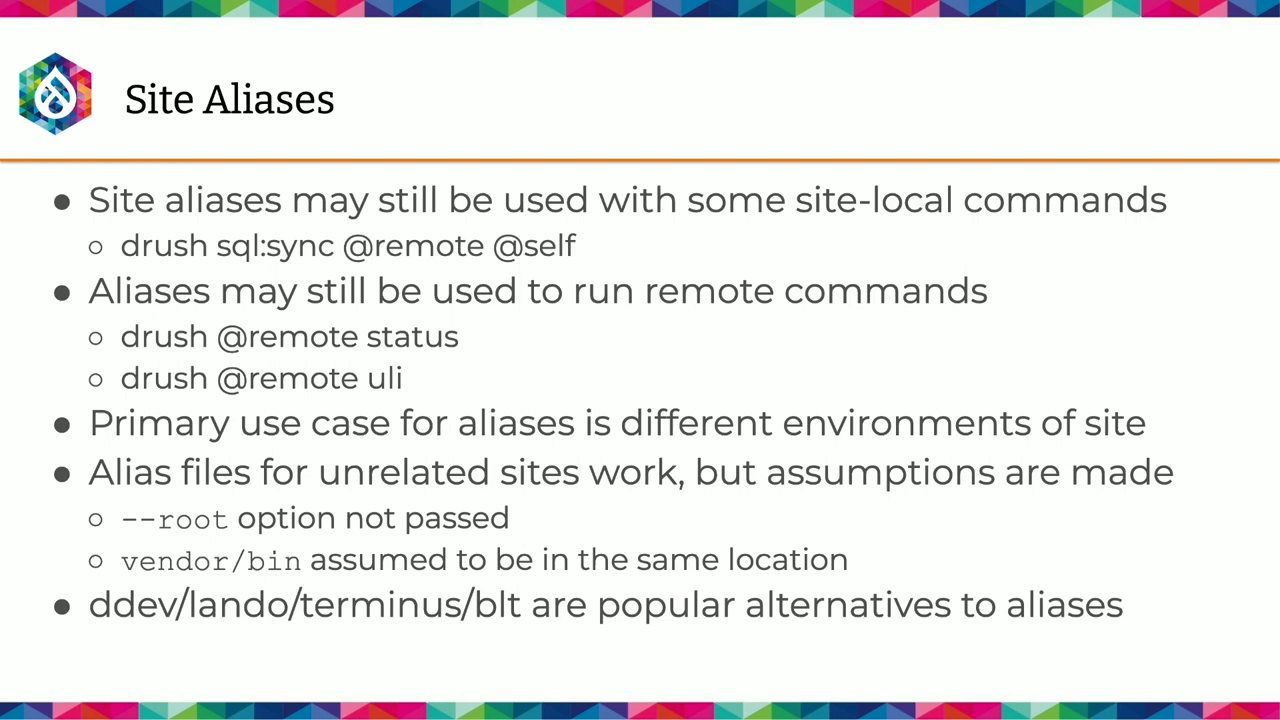 Site Aliases
● Site aliases may still be used with some site-local commands
○ drush sql:sync @remote @self
● Aliases may still be used to run remote commands
○ drush @remote status
○ drush @remote uli
● Primary use case for aliases is different environments of site
● Alias files for unrelated sites work, but assumptions are made
○ --root option not passed
○ vendor/bin assumed to be in the same location
● ddev/lando/terminus/blt are popular alternatives to aliases